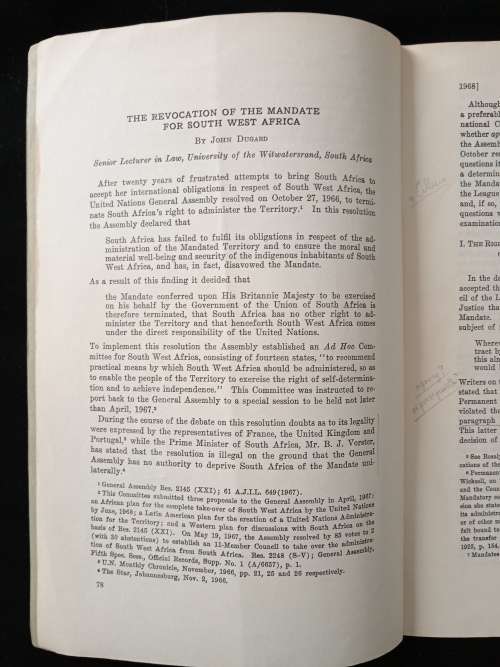 THE REVOCATION OF THE MANDATE
FOR SOUTH WEST AFRICA
BY JOHN DUGARD
Senior Lecturer in Law, University of the Witwatersrand, South Africa
After twenty years of frustrated attempts to bring South Africa to
accept her international obligations in respect of South West Africa, the
United Nations General Assembly resolved on October 27, 1966, to termi-
nate South Africa's right to administer the Territory.¹ In this resolution
the Assembly declared that
South Africa has failed to fulfil its obligations in respect of the ad-
ministration of the Mandated Territory and to ensure the moral and
material well-being and security of the indigenous inhabitants of South
West Africa, and has, in fact, disavowed the Mandate.
As a result of this finding it decided that
the Mandate conferred upon His Britannic Majesty to be exercised
on his behalf by the Government of the Union of South Africa is
therefore terminated, that South Africa has no other right to ad-
minister the Territory and that henceforth South West Africa comes
under the direct responsibility of the United Nations.
To implement this resolution the Assembly established an Ad Hoc Com-
mittee for South West Africa, consisting of fourteen states, "to recommend
practical means by which South West Africa should be administered, so as
to enable the people of the Territory to exercise the right of self-determina-
tion and to achieve independence." This Committee was instructed to re-
port back to the General Assembly to a special session to be held not later
than April, 1967.²
During the course of the debate on this resolution doubts as to its legality
were expressed by the representatives of France, the United Kingdom and
Portugal,³ while the Prime Minister of South Africa, Mr. B. J. Vorster,
has stated that the resolution is illegal on the ground that the General
Assembly has no authority to deprive South Africa of the Mandate uni-
laterally.⁴
¹ General Assembly Res. 2145 (XXI); 61 A.J.I.L. 649 (1967).
² This Committee submitted three proposals to the General Assembly in April, 1967:
an African plan for the complete take-over of South West Africa by the United Nations
by June, 1968; a Latin American plan for the creation of a United Nations Administra-
tion for the Territory; and a Western plan for discussions with South Africa on the
basis of Res. 2145 (XXI). On May 19, 1967, the Assembly resolved by 85 votes to 2
(with 30 abstentions) to establish an 11-Member Council to take over the administra-
tion of South West Africa from South Africa. Res. 2248 (S-V); General Assembly,
Fifth Spec. Sess., Official Records, Supp. No. 1 (A/6657), p. 1.
³ U.N. Monthly Chronicle, November, 1966, pp. 21, 25 and 26 respectively.
⁴ The Star, Johannesburg, Nov. 2, 1966.
78
1968]
Although
a preferabl
national C
whether
the Assemb
October res
questions it
a determin
the Manda
the League
and, if so,
questions w
examination
I. THE RIGH
In the de
accepted th
cil of the L
Justice tha
Mandate.
subject of
Where
tract b
this aln
would
Writers on t
stated that
Permanent
violated the
paragraph
This latter
decision of
⁵ See Rosaly
cations of the
⁶ Permanent
Wicksell, an
and the Coun
Mandatory su
sion she state
its administra
er of other
felt bound to
the transfer
1925, p. 154.
⁷ Mandates